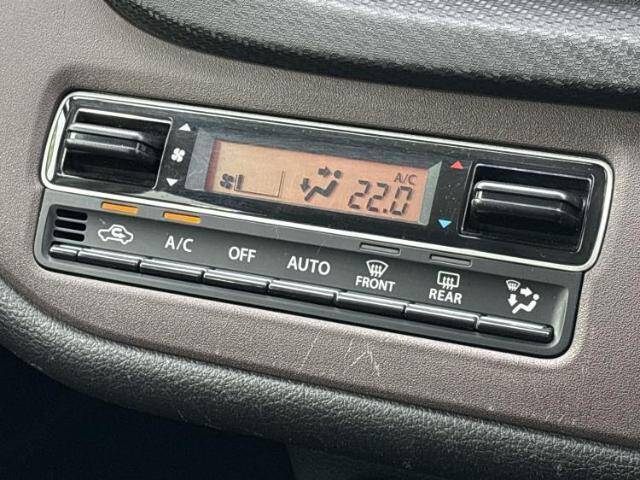 A/C
22.0
A/C
OFF
AUTO
FRONT
REAR